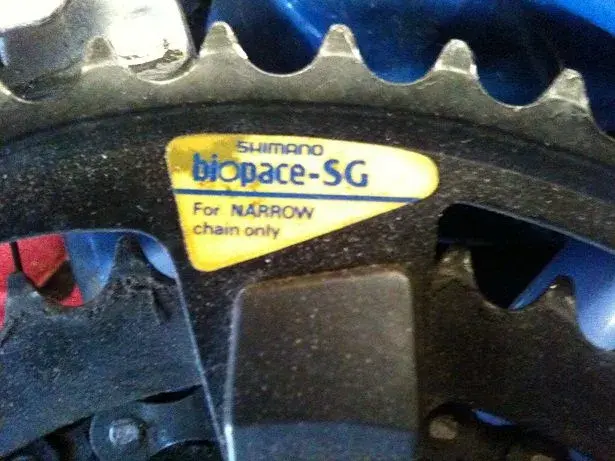 SHIMANO
biopace-SG
For NARROW
chain only